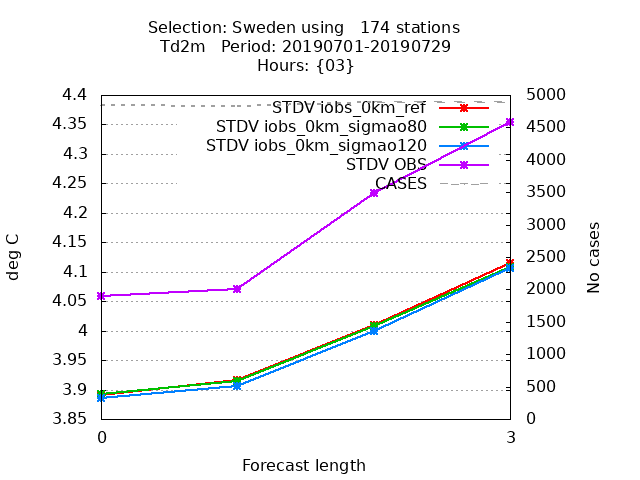 Selection: Sweden using   174 stations
Td2m   Period: 20190701-20190729
Hours: {03}
4.4
4.35
4.3
4.25
4.2
4.15
4.1
4.05
4
3.95
3.9
3.85
deg C
STDV iobs_0km_ref
STDV iobs_0km_sigmao80
STDV iobs_0km_sigmao120
STDV OBS
CASES
5000
4500
4000
3500
3000
2500
2000
1500
1000
500
0
No cases
0 3
Forecast length